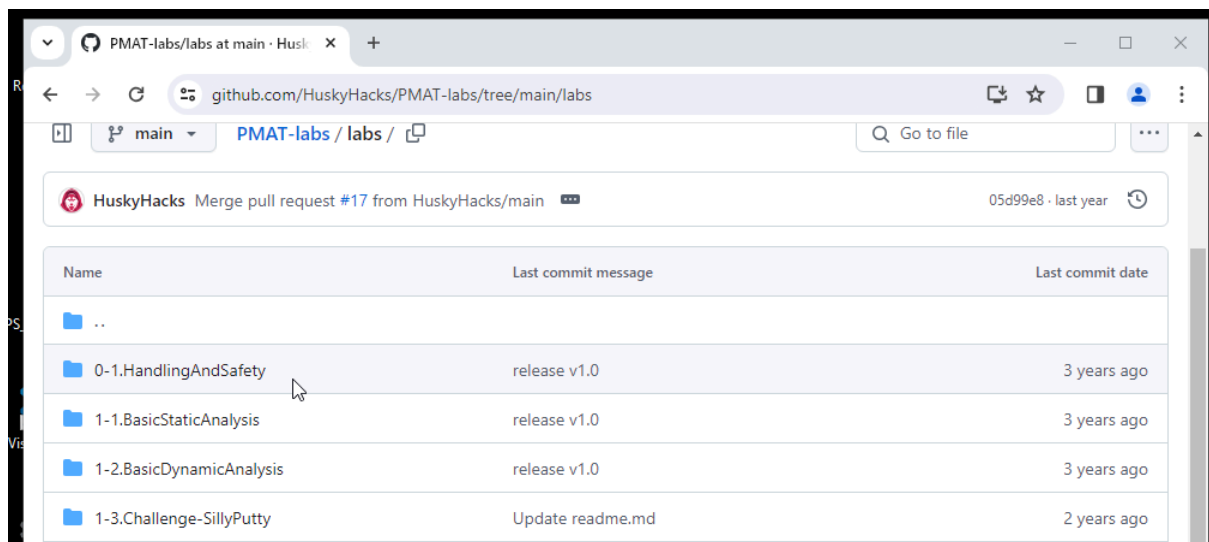 PMAT-labs/labs at main · Husk
github.com/HuskyHacks/PMAT-labs/tree/main/labs
main PMAT-labs / labs / Go to file
HuskyHacks Merge pull request #17 from HuskyHacks/main 05d99e8 · last year
Name Last commit message Last commit date
..
0-1.HandlingAndSafety release v1.0 3 years ago
1-1.BasicStaticAnalysis release v1.0 3 years ago
1-2.BasicDynamicAnalysis release v1.0 3 years ago
1-3.Challenge-SillyPutty Update readme.md 2 years ago